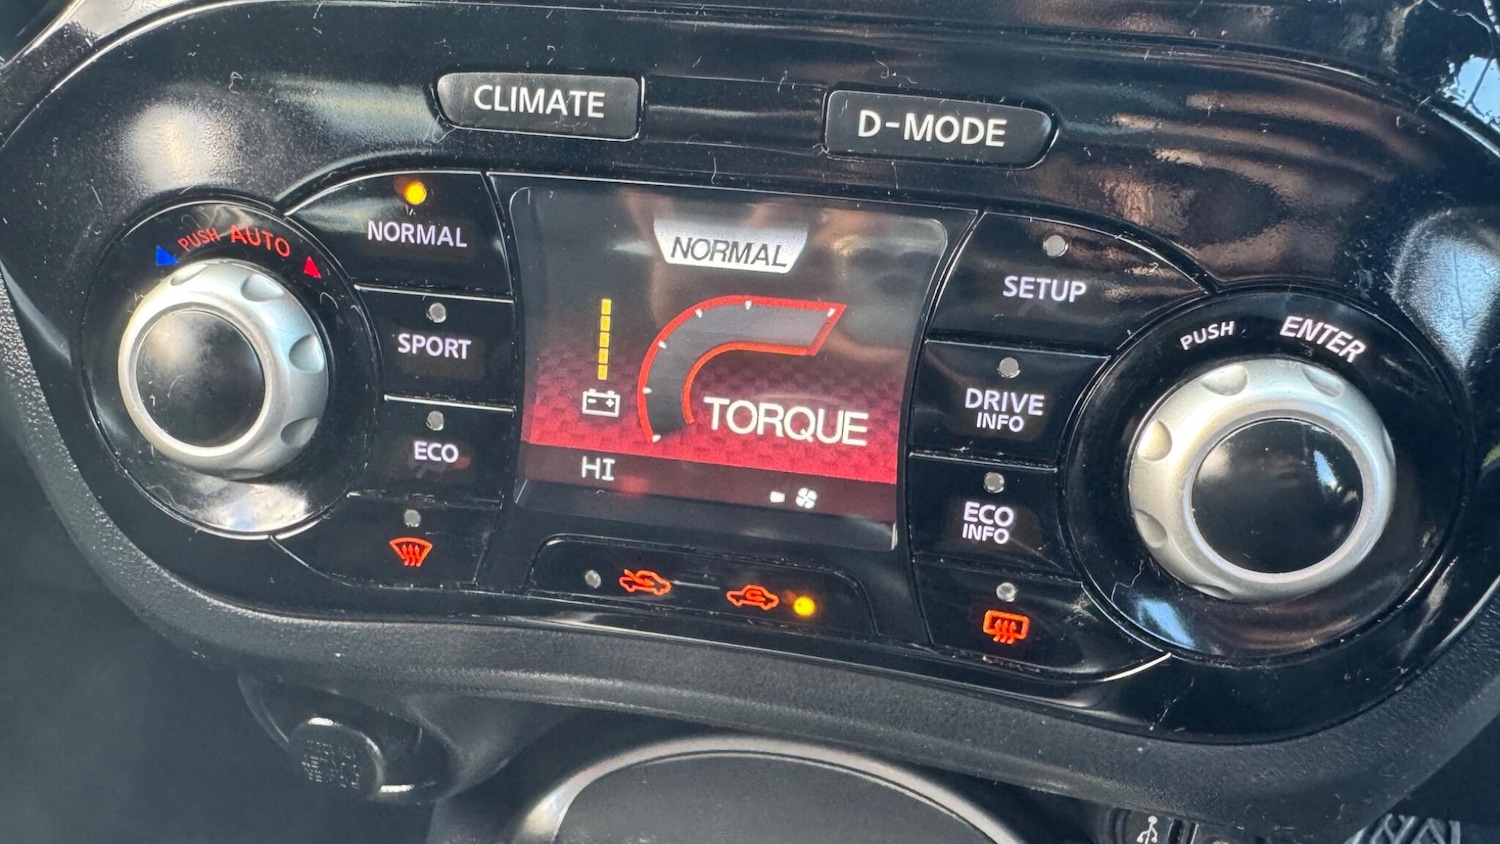 CLIMATE
D-MODE
PUSH AUTO
NORMAL
SPORT
ECO
NORMAL
TORQUE
HI
SETUP
DRIVE
INFO
ECO
INFO
PUSH ENTER